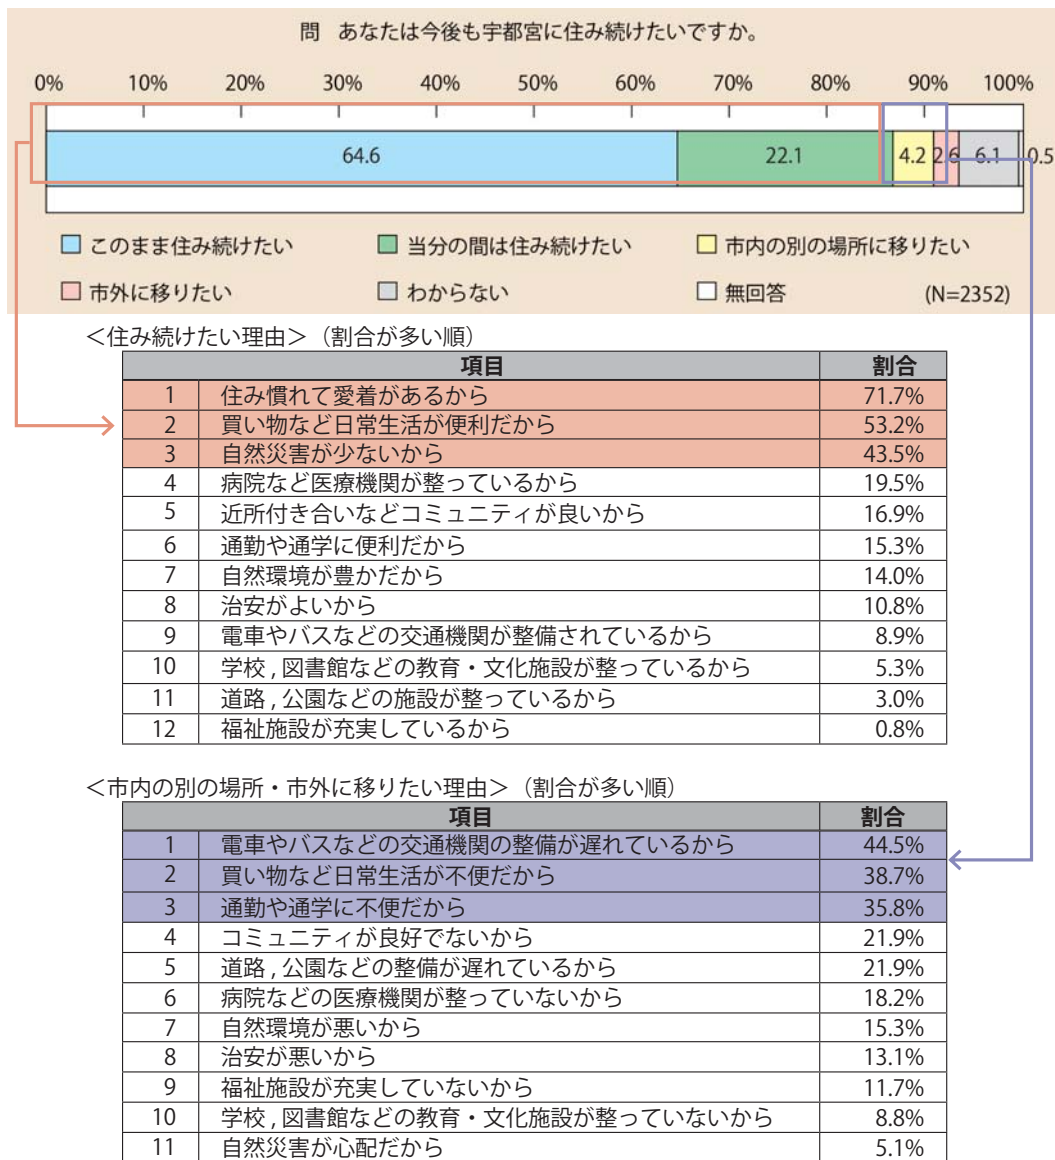 問 あなたは今後も宇都宮に住み続けたいですか。
0% 10% 20% 30% 40% 50% 60% 70% 80% 90% 100%
64.6 22.1 4.2 2.6 6.1 0.5
このまま住み続けたい 当分の間は住み続けたい 市内の別の場所に移りたい
市外に移りたい わからない 無回答 (N=2352)
＜住み続けたい理由＞（割合が多い順）
項目 割合
1 住み慣れて愛着があるから 71.7%
2 買い物など日常生活が便利だから 53.2%
3 自然災害が少ないから 43.5%
4 病院など医療機関が整っているから 19.5%
5 近所付き合いなどコミュニティが良いから 16.9%
6 通勤や通学に便利だから 15.3%
7 自然環境が豊かだから 14.0%
8 治安がよいから 10.8%
9 電車やバスなどの交通機関が整備されているから 8.9%
10 学校 , 図書館などの教育・文化施設が整っているから 5.3%
11 道路 , 公園などの施設が整っているから 3.0%
12 福祉施設が充実しているから 0.8%
＜市内の別の場所・市外に移りたい理由＞（割合が多い順）
項目 割合
1 電車やバスなどの交通機関の整備が遅れているから 44.5%
2 買い物など日常生活が不便だから 38.7%
3 通勤や通学に不便だから 35.8%
4 コミュニティが良好でないから 21.9%
5 道路 , 公園などの整備が遅れているから 21.9%
6 病院などの医療機関が整っていないから 18.2%
7 自然環境が悪いから 15.3%
8 治安が悪いから 13.1%
9 福祉施設が充実していないから 11.7%
10 学校 , 図書館などの教育・文化施設が整っていないから 8.8%
11 自然災害が心配だから 5.1%